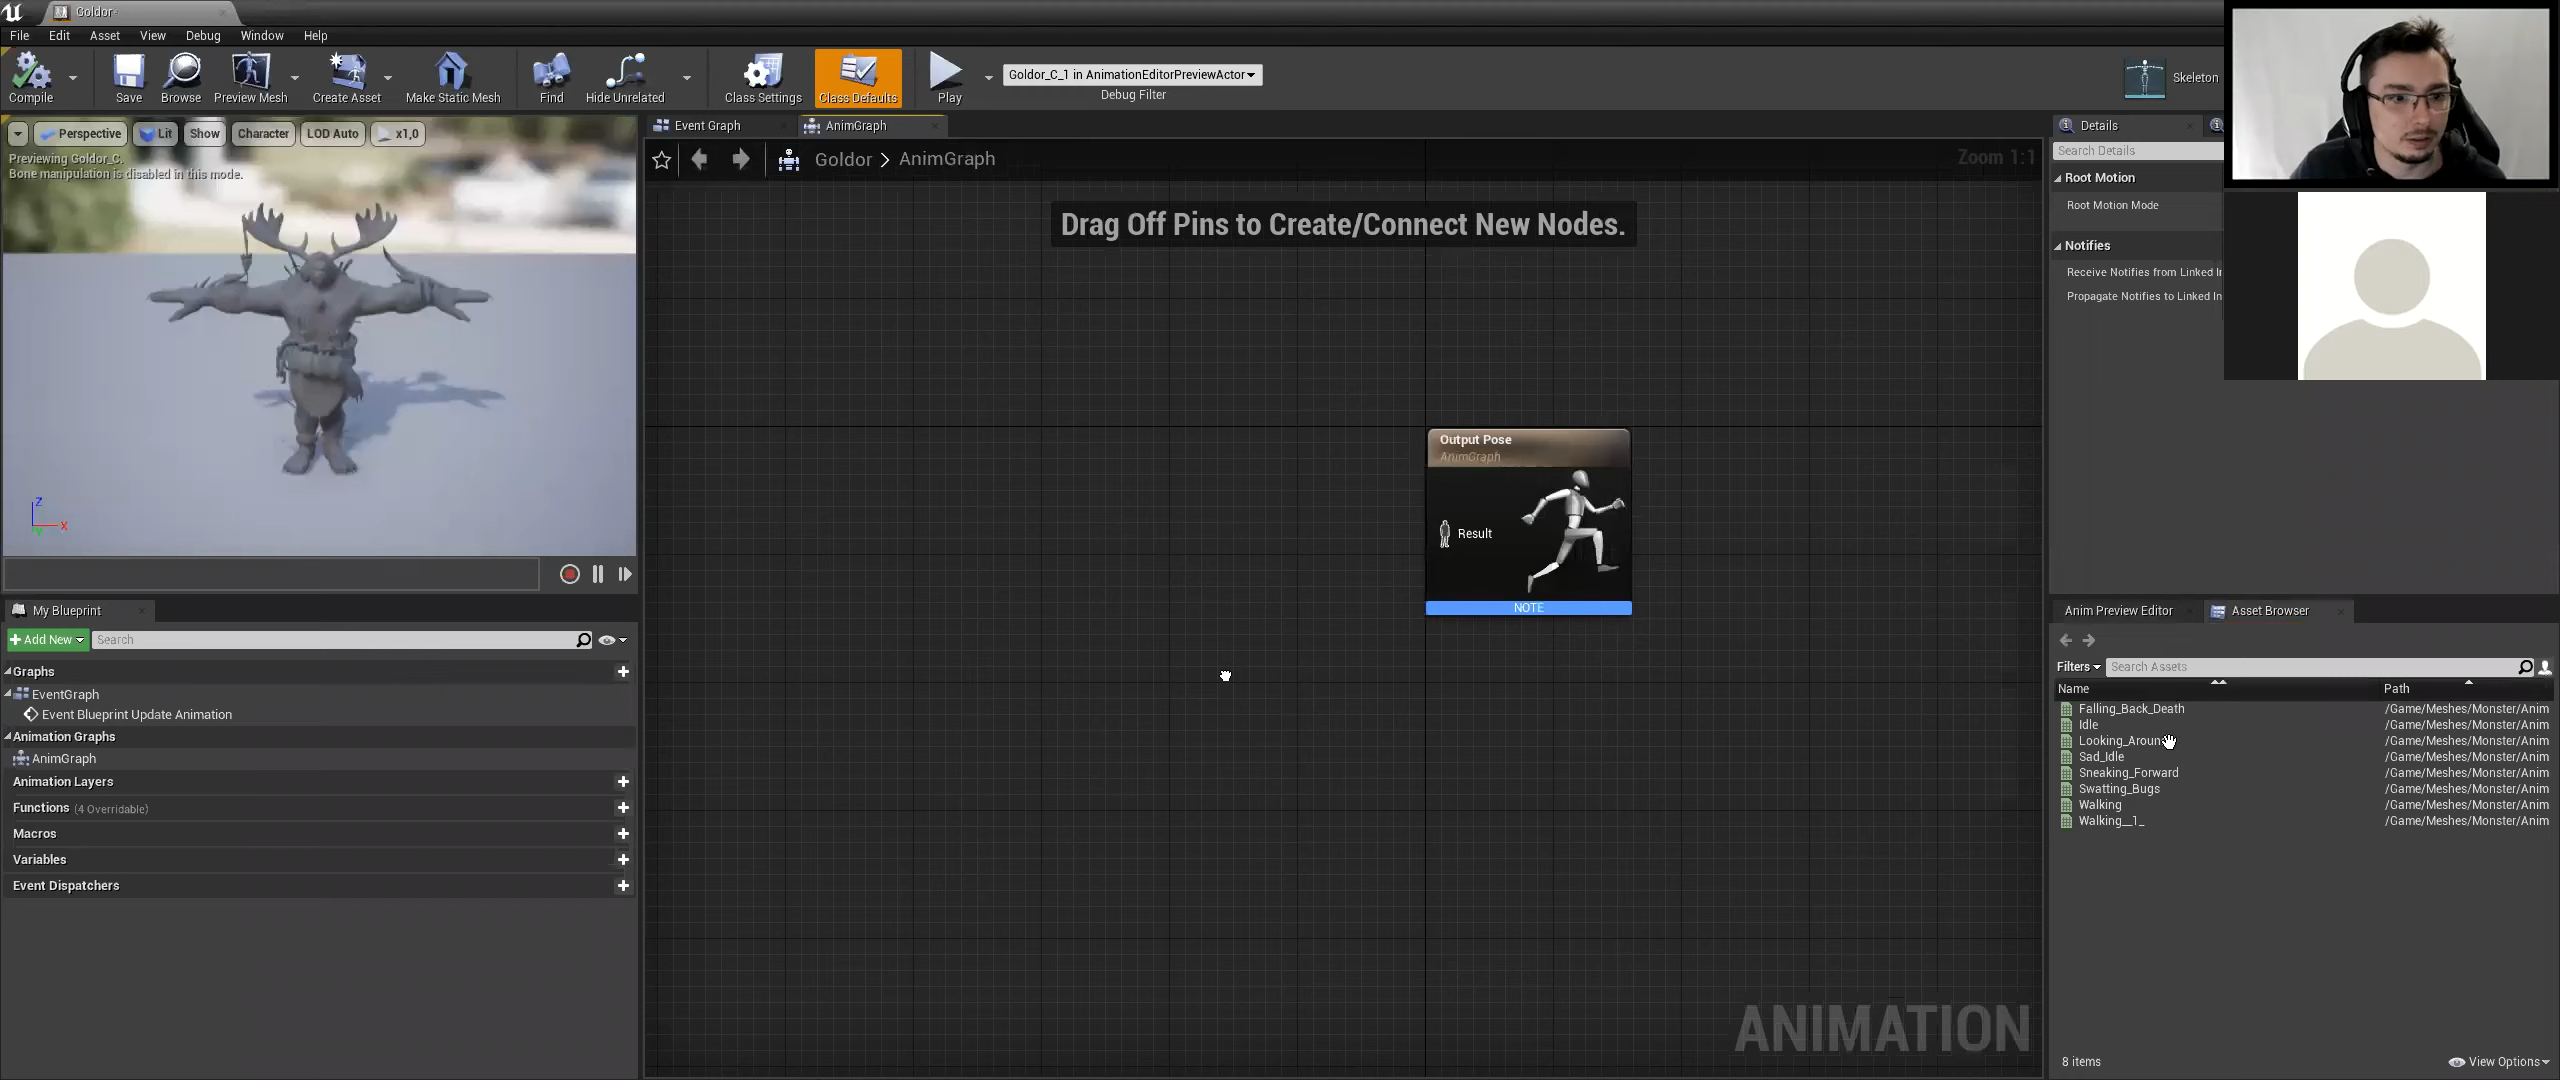 Goldor-
File Edit Asset View Debug Window Help
Compile Save Browse Preview Mesh Create Asset Make Static Mesh Find Hide Unrelated Class Settings Class Defaults Play
Goldor_C_1 in AnimationEditorPreviewActor
Debug Filter
Skeleton
Perspective Lit Show Character LOD Auto x1,0
Previewing Goldor_C.
Bone manipulation is disabled in this mode.
Z
X
Y
Event Graph AnimGraph
Goldor > AnimGraph
Zoom 1:1
Drag Off Pins to Create/Connect New Nodes.
Output Pose
AnimGraph
Result
NOTE
ANIMATION
My Blueprint
Add New Search
Graphs
EventGraph
Event Blueprint Update Animation
Animation Graphs
AnimGraph
Animation Layers
Functions (4 Overridable)
Macros
Variables
Event Dispatchers
Details
Search Details
Root Motion
Root Motion Mode
Notifies
Receive Notifies from Linked In
Propagate Notifies to Linked In
Anim Preview Editor Asset Browser
Filters Search Assets
Name Path
Falling_Back_Death /Game/Meshes/Monster/Anim
Idle /Game/Meshes/Monster/Anim
Looking_Aroun /Game/Meshes/Monster/Anim
Sad_Idle /Game/Meshes/Monster/Anim
Sneaking_Forward /Game/Meshes/Monster/Anim
Swatting_Bugs /Game/Meshes/Monster/Anim
Walking /Game/Meshes/Monster/Anim
Walking__1_ /Game/Meshes/Monster/Anim
8 items
View Options